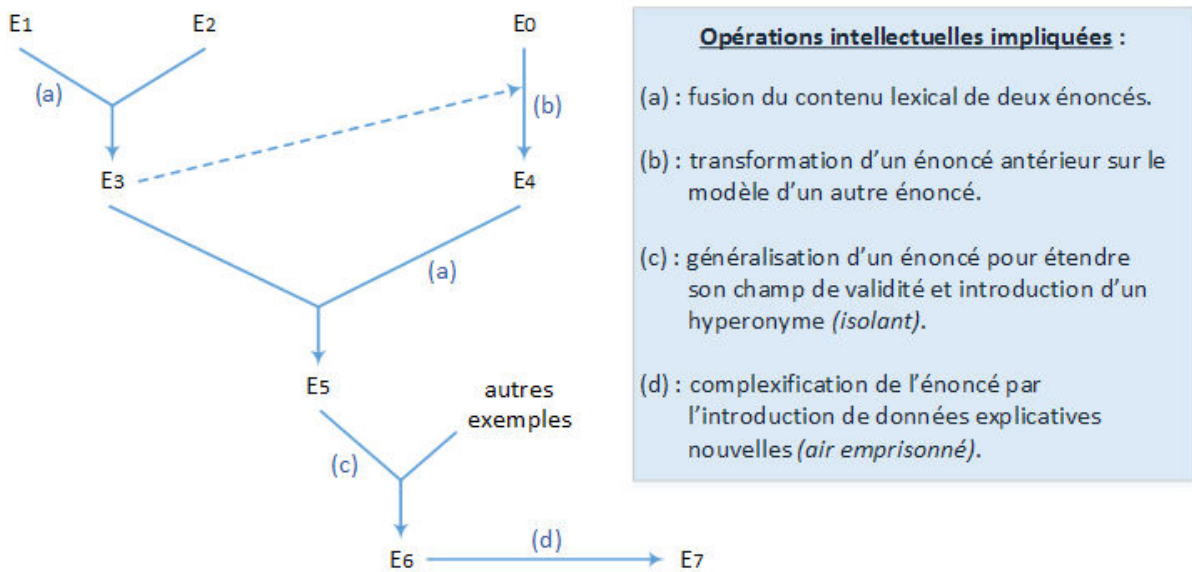 E1
E2
E0
(a)
(b)
E3
E4
(a)
E5
autres
exemples
(c)
(d)
E6
E7
Opérations intellectuelles impliquées :
(a) : fusion du contenu lexical de deux énoncés.
(b) : transformation d’un énoncé antérieur sur le
modèle d’un autre énoncé.
(c) : généralisation d’un énoncé pour étendre
son champ de validité et introduction d’un
hyperonyme (isolant).
(d) : complexification de l’énoncé par
l’introduction de données explicatives
nouvelles (air emprisonné).